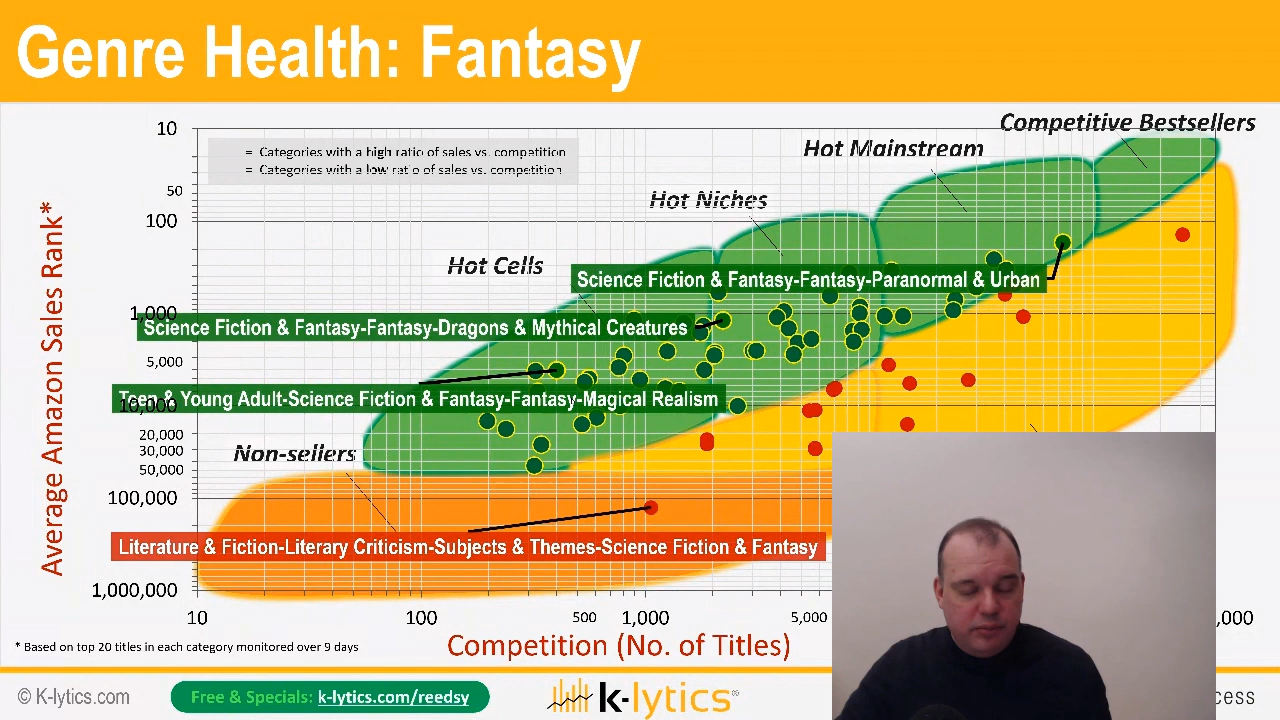 Genre Health: Fantasy
Competitive Bestsellers
Hot Mainstream
Hot Niches
Hot Cells
Non-sellers
= Categories with a high ratio of sales vs. competition
= Categories with a low ratio of sales vs. competition
Science Fiction & Fantasy-Fantasy-Paranormal & Urban
Science Fiction & Fantasy-Fantasy-Dragons & Mythical Creatures
Teen & Young Adult-Science Fiction & Fantasy-Fantasy-Magical Realism
Literature & Fiction-Literary Criticism-Subjects & Themes-Science Fiction & Fantasy
Average Amazon Sales Rank*
10
50
100
1,000
5,000
10,000
20,000
30,000
50,000
100,000
1,000,000
10
100
500
1,000
5,000
,000
Competition (No. of Titles)
* Based on top 20 titles in each category monitored over 9 days
© K-lytics.com
Free & Specials: k-lytics.com/reedsy
k-lytics®
cess